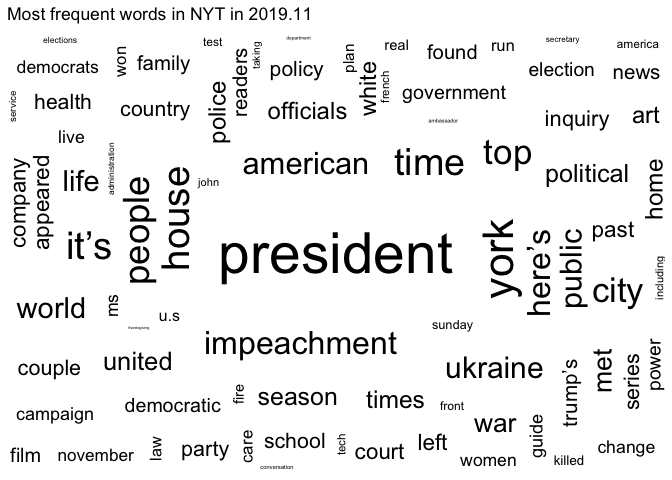 Most frequent words in NYT in 2019.11
elections
test
department
secretary
america
democrats
won
family
readers
taking
policy
plan
real
found
run
election
news
service
health
country
police
officials
white
french
government
ambassador
inquiry
art
live
company
appeared
life
administration
people
house
john
american
time
top
political
home
it’s
president
york
here’s
public
past
city
including
world
ms
u.s
thanksgiving
impeachment
sunday
couple
united
ukraine
trump’s
met
series
power
campaign
democratic
fire
season
times
front
war
guide
film
november
law
party
care
school
conversation
tech
court
left
women
killed
change